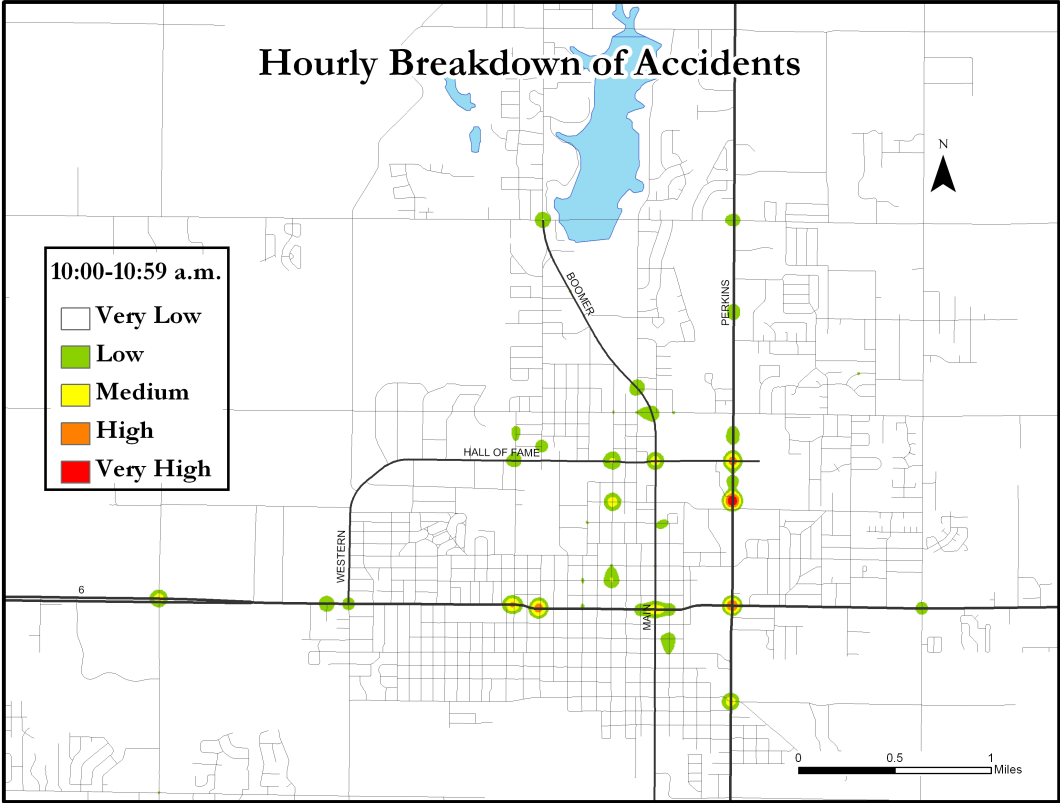 Hourly Breakdown of Accidents
N
10:00-10:59 a.m.
Very Low
Low
Medium
High
Very High
BOOMER
PERKINS
HALL OF FAME
WESTERN
6
MAIN
0 0.5 1
Miles